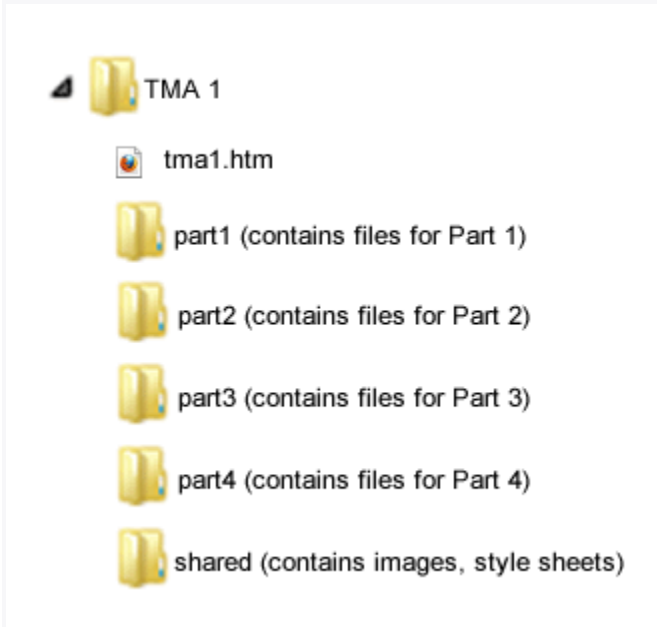 TMA 1
tma1.htm
part1 (contains files for Part 1)
part2 (contains files for Part 2)
part3 (contains files for Part 3)
part4 (contains files for Part 4)
shared (contains images, style sheets)